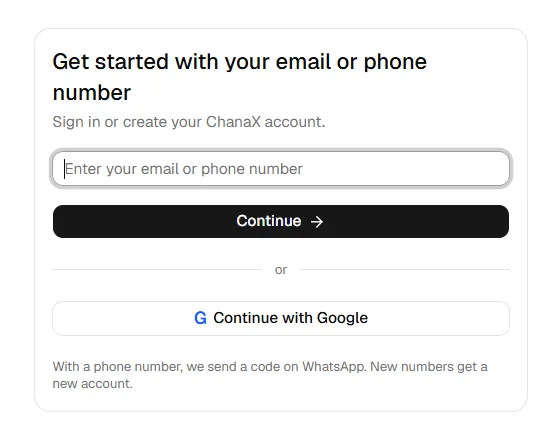 Get started with your email or phone
number
Sign in or create your ChanaX account.
Enter your email or phone number
Continue →
or
G Continue with Google
With a phone number, we send a code on WhatsApp. New numbers get a
new account.